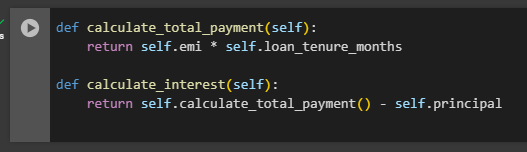 def calculate_total_payment(self):
    return self.emi * self.loan_tenure_months

def calculate_interest(self):
    return self.calculate_total_payment() - self.principal